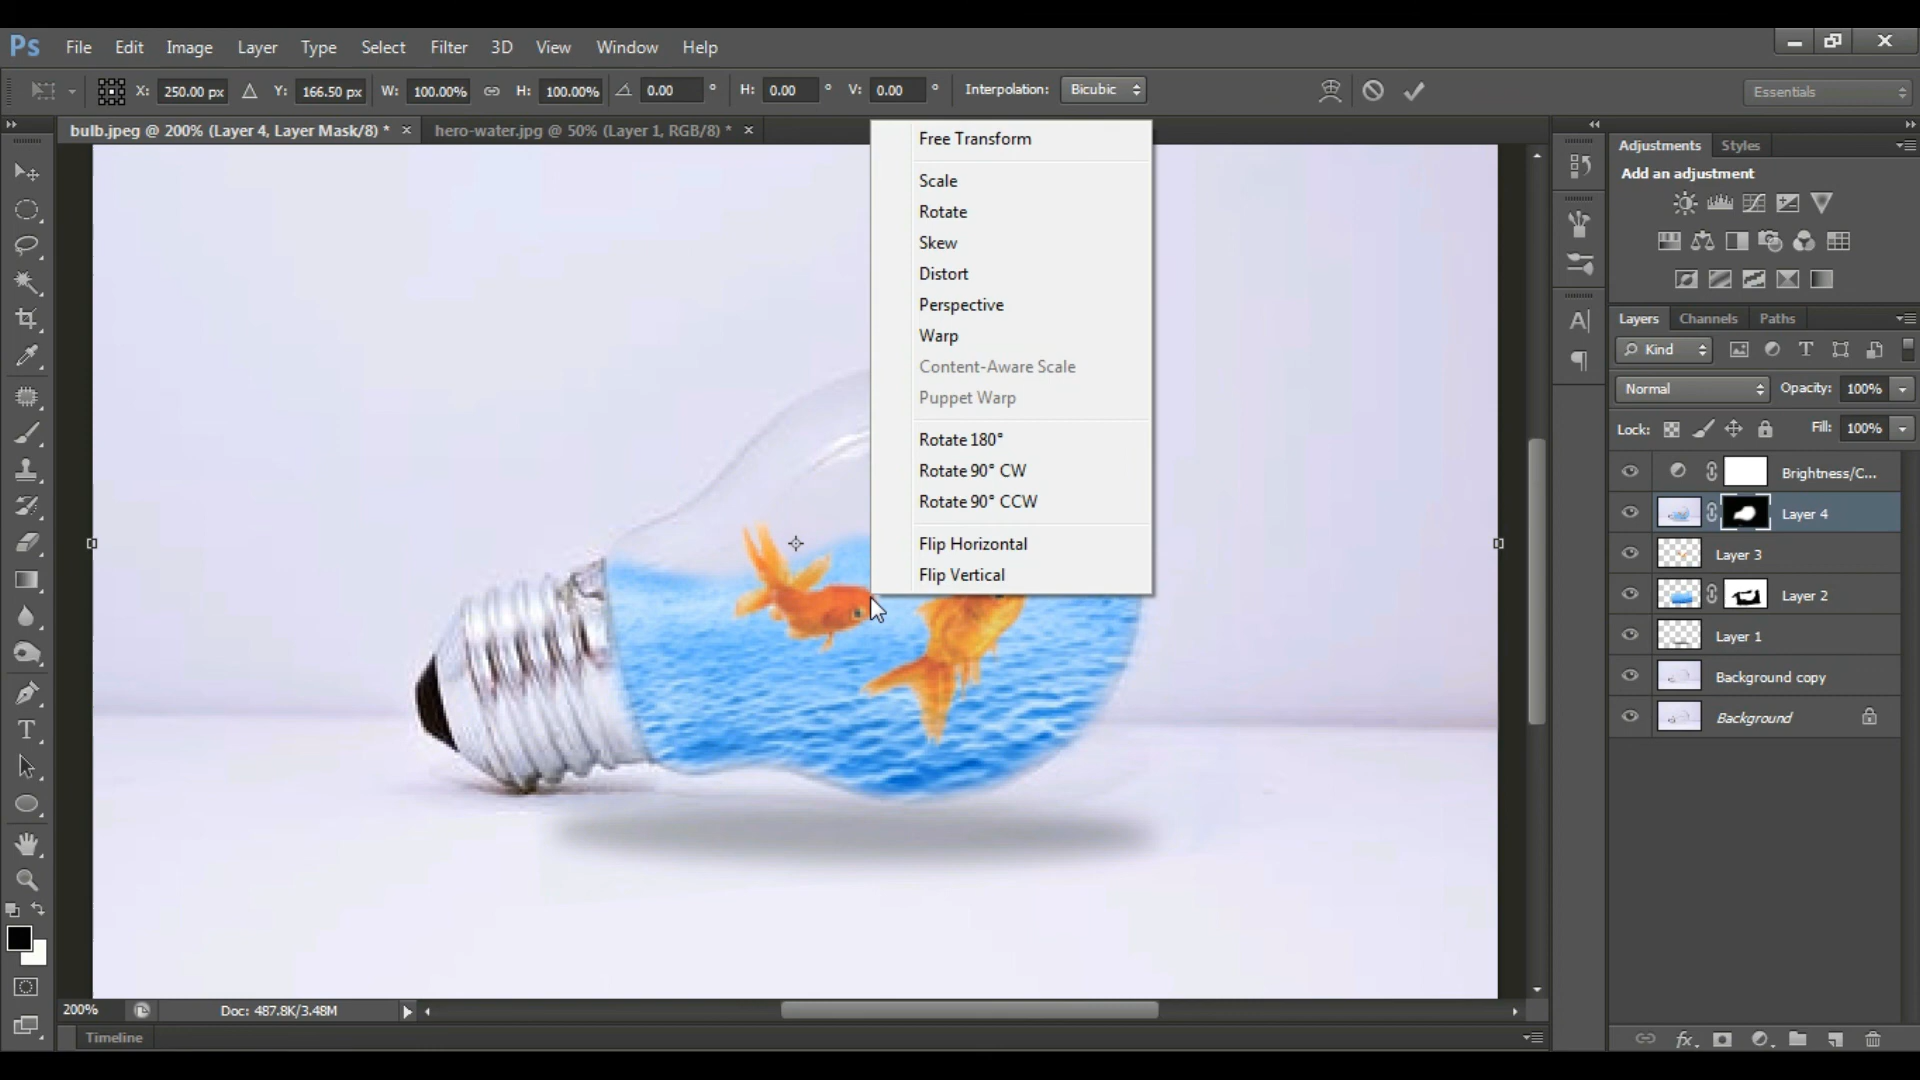 Ps File Edit Image Layer Type Select Filter 3D View Window Help
X: 250.00 px Y: 166.50 px W: 100.00% H: 100.00% 0.00 ° H: 0.00 ° V: 0.00 ° Interpolation: Bicubic Essentials
bulb.jpeg @ 200% (Layer 4, Layer Mask/8) * × hero-water.jpg @ 50% (Layer 1, RGB/8) * ×
Free Transform
Scale
Rotate
Skew
Distort
Perspective
Warp
Content-Aware Scale
Puppet Warp
Rotate 180°
Rotate 90° CW
Rotate 90° CCW
Flip Horizontal
Flip Vertical
Adjustments Styles
Add an adjustment
Layers Channels Paths
Kind
Normal Opacity: 100%
Lock: Fill: 100%
Brightness/C...
Layer 4
Layer 3
Layer 2
Layer 1
Background copy
Background
200% Doc: 487.8K/3.48M
Timeline
fx